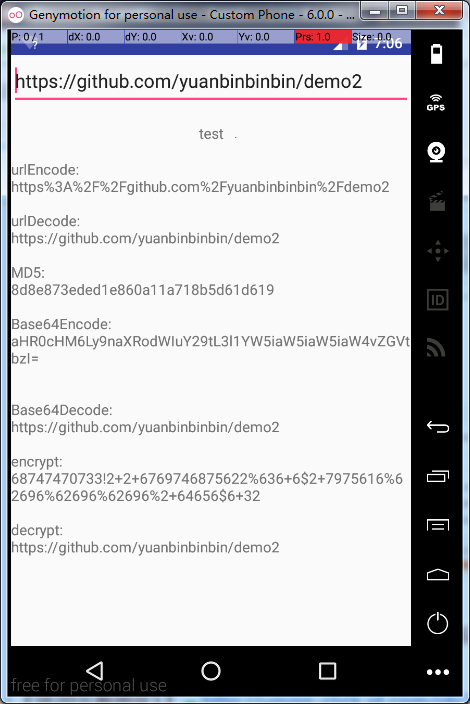 Genymotion for personal use - Custom Phone - 6.0.0 - ...
P: 0 / 1 dX: 0.0 dY: 0.0 Xv: 0.0 Yv: 0.0 Prs: 1.0 Size: 0.0
7:06
https://github.com/yuanbinbinbin/demo2
test .
urlEncode:
https%3A%2F%2Fgithub.com%2Fyuanbinbinbin%2Fdemo2
urlDecode:
https://github.com/yuanbinbinbin/demo2
MD5:
8d8e873eded1e860a11a718b5d61d619
Base64Encode:
aHR0cHM6Ly9naXRodWIuY29tL3l1YW5iaW5iaW5iaW4vZGVt
bzI=
Base64Decode:
https://github.com/yuanbinbinbin/demo2
encrypt:
68747470733!2+2+6769746875622%636+6$2+7975616%6
2696%62696%62696%2+64656$6+32
decrypt:
https://github.com/yuanbinbinbin/demo2
GPS
ID
free for personal use